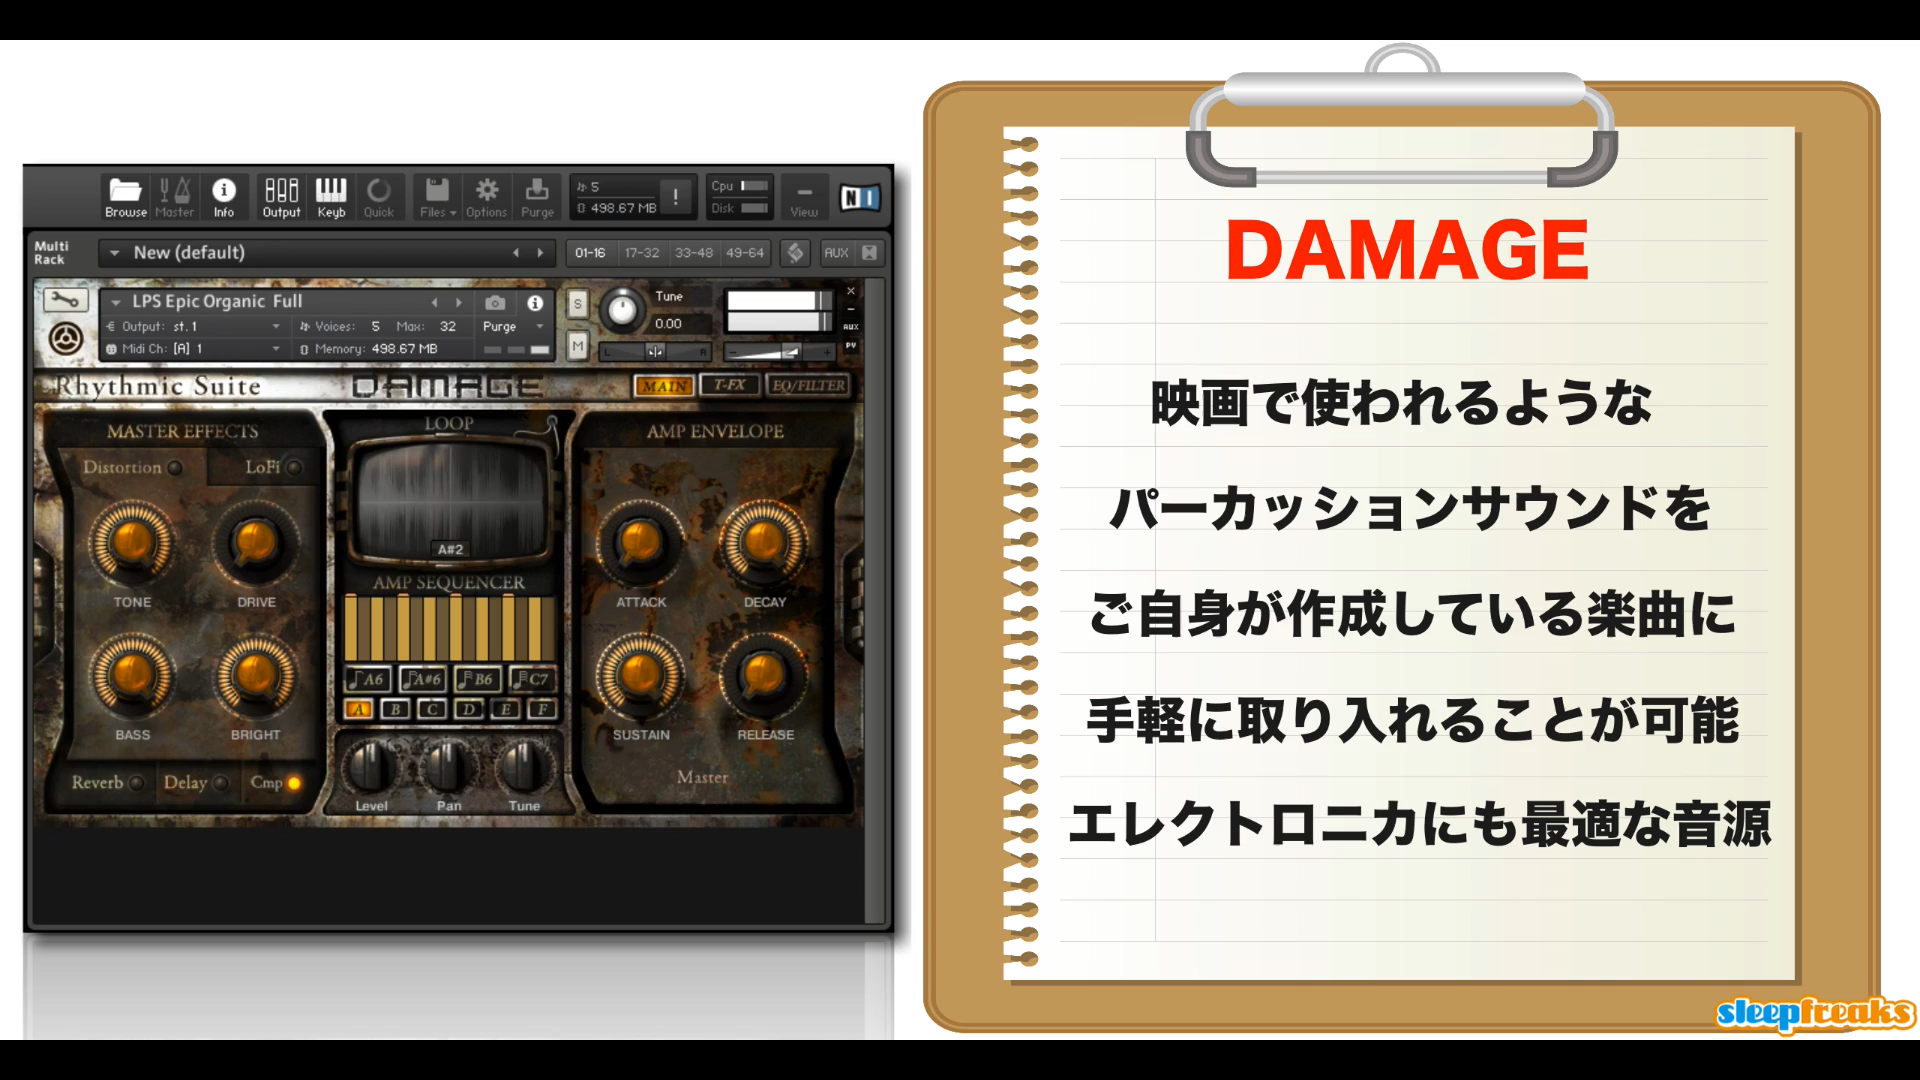 Browse Master Info Output Keyb Quick Files Options Purge
5
498.67 MB
!
Cpu
Disk
View
NI
Multi
Rack
New (default)
01-16 17-32 33-48 49-64 AUX
LPS Epic Organic Full
Output: st.1 Voices: 5 Max: 32 Purge
Midi Ch: [A] 1 Memory: 498.67 MB
S
M
Tune
0.00
L R
AUX
PV
Rhythmic Suite DAMAGE MAIN T-FX EQ/FILTER
MASTER EFFECTS
Distortion LoFi
TONE DRIVE
BASS BRIGHT
Reverb Delay Cmp
LOOP
A#2
AMP SEQUENCER
A6 A#6 B6 C7
A B C D E F
Level Pan Tune
AMP ENVELOPE
ATTACK DECAY
SUSTAIN RELEASE
Master
DAMAGE
映画で使われるような
パーカッションサウンドを
ご自身が作成している楽曲に
手軽に取り入れることが可能
エレクトロニカにも最適な音源
sleepfreaks